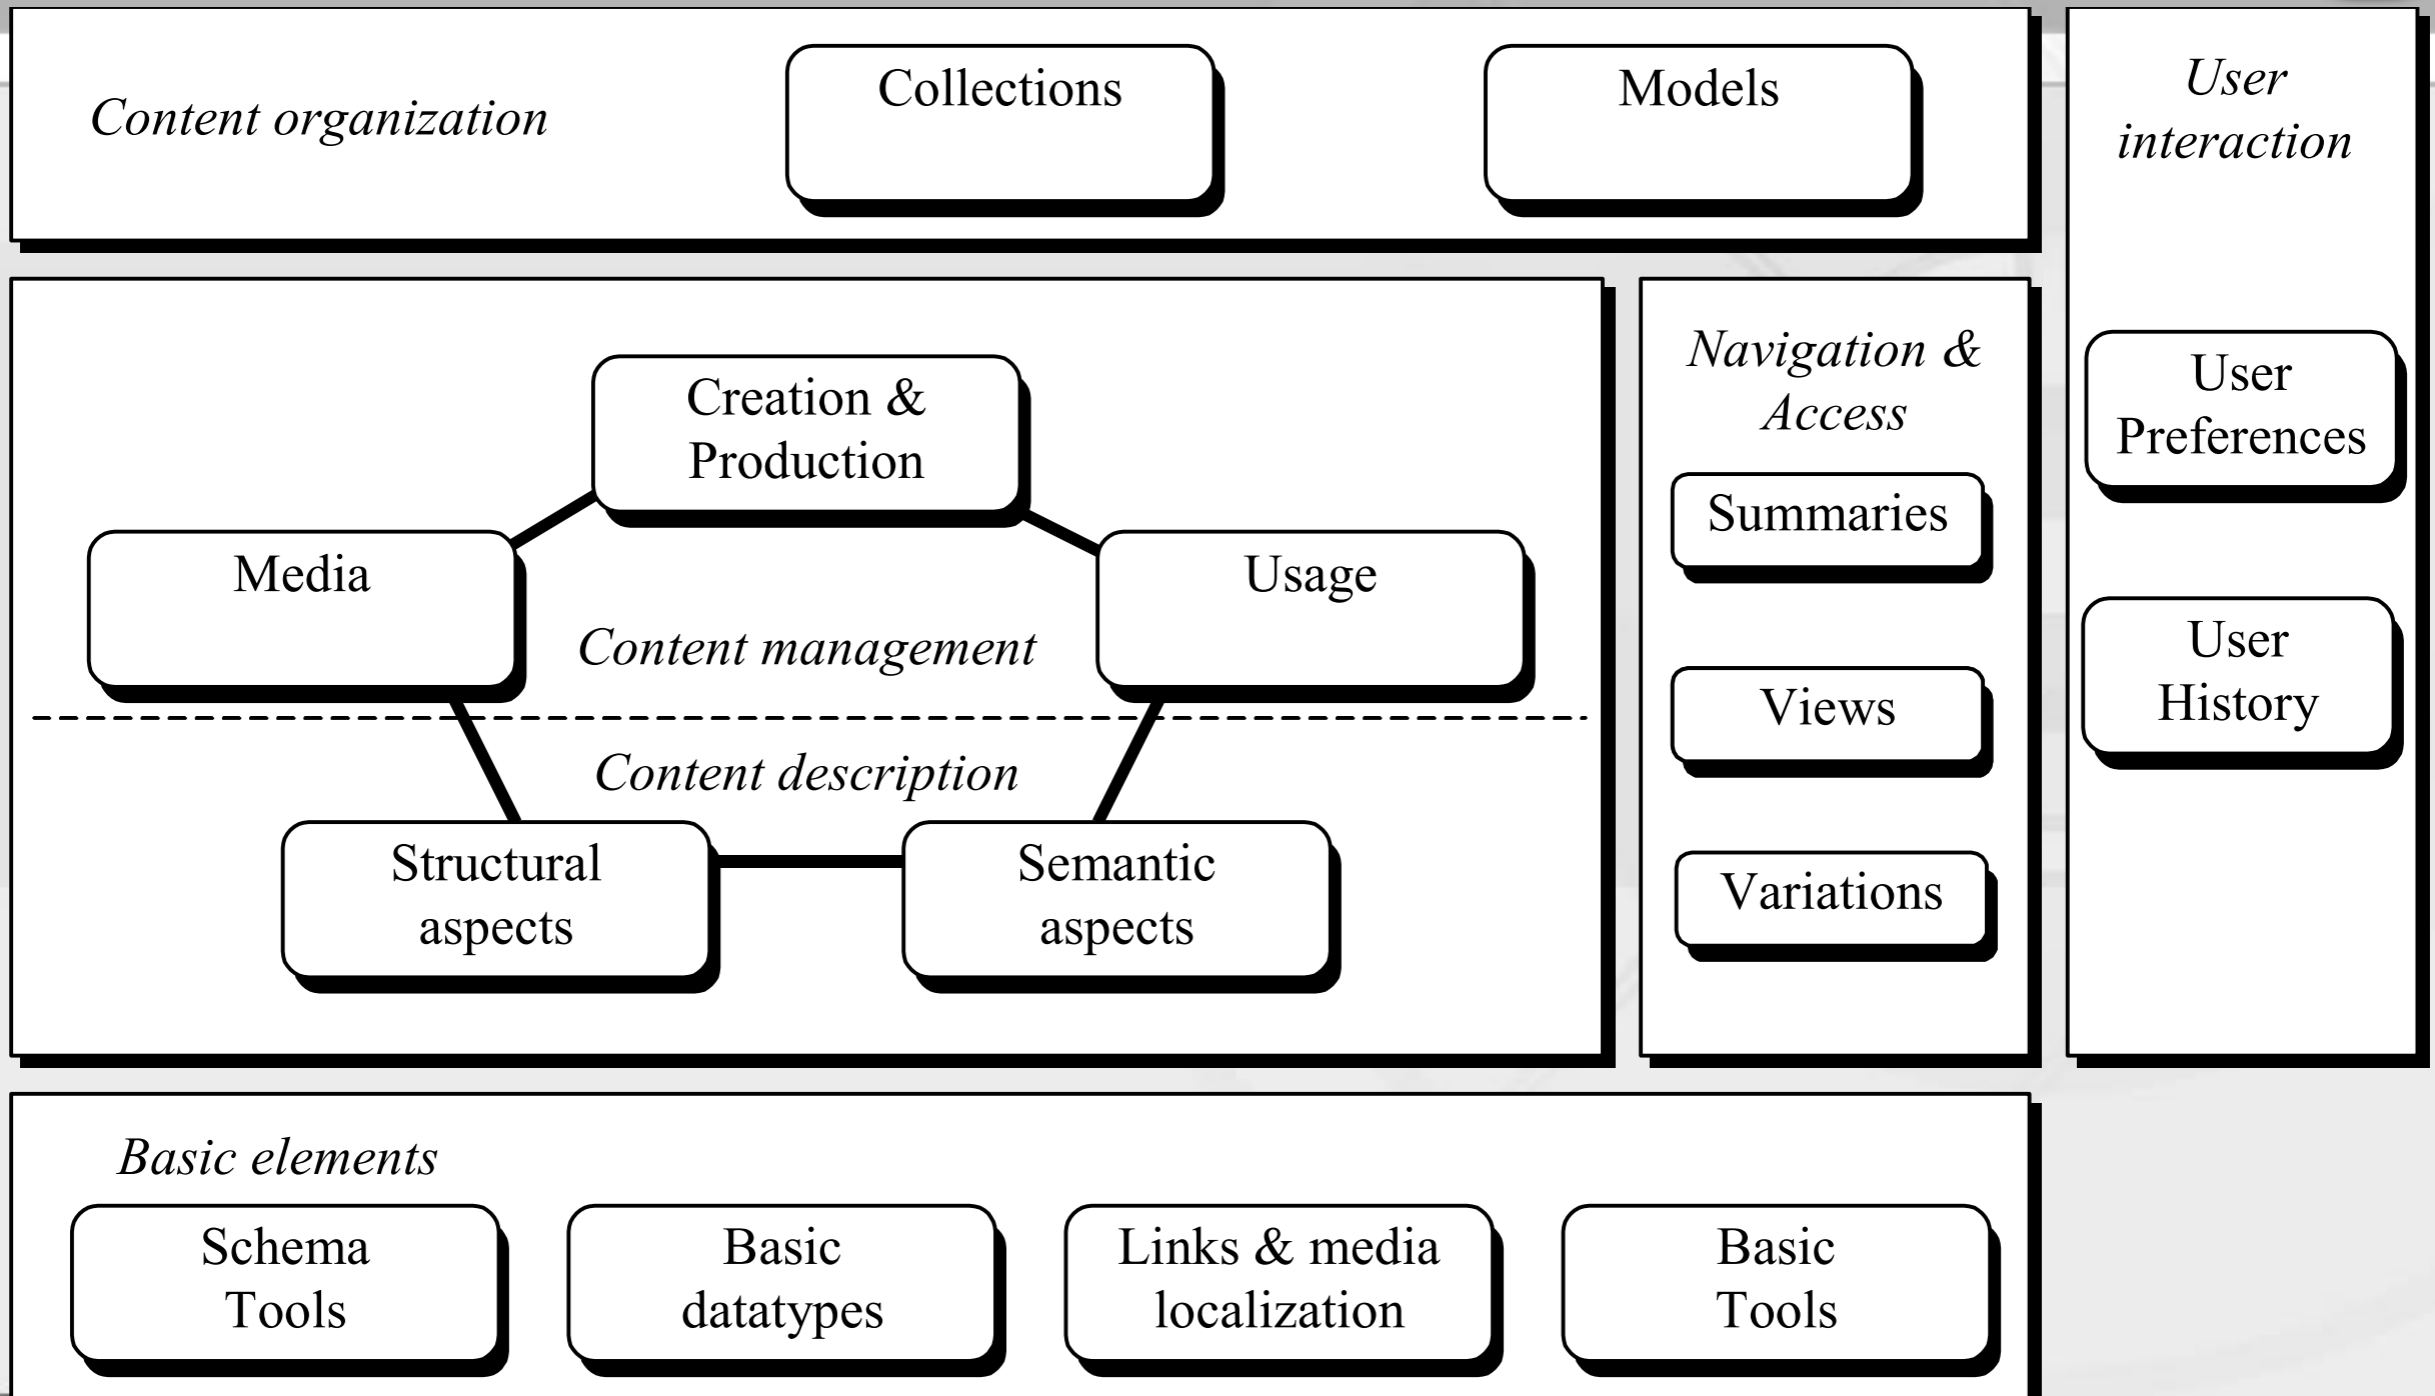 Content organization
Collections
Models
User
interaction
Creation &
Production
Media
Usage
Content management
Content description
Structural
aspects
Semantic
aspects
Navigation &
Access
Summaries
Views
Variations
User
Preferences
User
History
Basic elements
Schema
Tools
Basic
datatypes
Links & media
localization
Basic
Tools